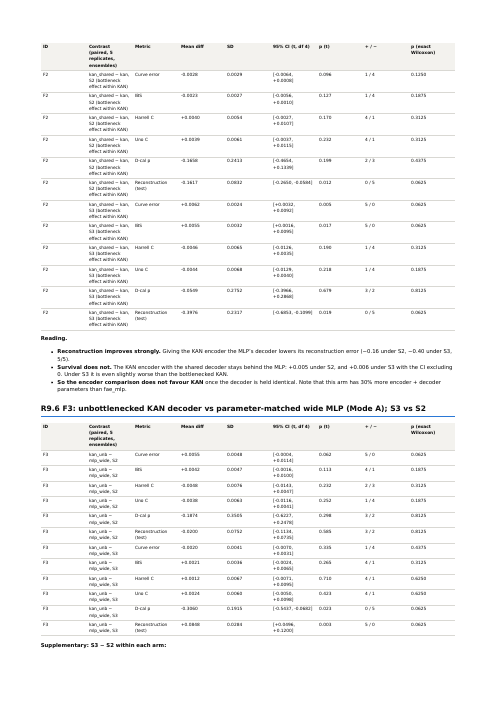 ID Contrast (paired, 5 replicates, ensembles) Metric Mean diff SD 95% CI (t, df 4) p (t) + / − p (exact Wilcoxon)
F2 kan_shared − kan, S2 (bottleneck effect within KAN) Curve error -0.0028 0.0029 [-0.0064, +0.0008] 0.096 1 / 4 0.1250
F2 kan_shared − kan, S2 (bottleneck effect within KAN) IBS -0.0023 0.0027 [-0.0056, +0.0010] 0.127 1 / 4 0.1875
F2 kan_shared − kan, S2 (bottleneck effect within KAN) Harrell C +0.0040 0.0054 [-0.0027, +0.0107] 0.170 4 / 1 0.3125
F2 kan_shared − kan, S2 (bottleneck effect within KAN) Uno C +0.0039 0.0061 [-0.0037, +0.0115] 0.232 4 / 1 0.3125
F2 kan_shared − kan, S2 (bottleneck effect within KAN) D-cal p -0.1658 0.2413 [-0.4654, +0.1339] 0.199 2 / 3 0.4375
F2 kan_shared − kan, S2 (bottleneck effect within KAN) Reconstruction (test) -0.1617 0.0832 [-0.2650, -0.0584] 0.012 0 / 5 0.0625
F2 kan_shared − kan, S3 (bottleneck effect within KAN) Curve error +0.0062 0.0024 [+0.0032, +0.0092] 0.005 5 / 0 0.0625
F2 kan_shared − kan, S3 (bottleneck effect within KAN) IBS +0.0055 0.0032 [+0.0016, +0.0095] 0.017 5 / 0 0.0625
F2 kan_shared − kan, S3 (bottleneck effect within KAN) Harrell C -0.0046 0.0065 [-0.0126, +0.0035] 0.190 1 / 4 0.3125
F2 kan_shared − kan, S3 (bottleneck effect within KAN) Uno C -0.0044 0.0068 [-0.0129, +0.0040] 0.218 1 / 4 0.1875
F2 kan_shared − kan, S3 (bottleneck effect within KAN) D-cal p -0.0549 0.2752 [-0.3966, +0.2868] 0.679 3 / 2 0.8125
F2 kan_shared − kan, S3 (bottleneck effect within KAN) Reconstruction (test) -0.3976 0.2317 [-0.6853, -0.1099] 0.019 0 / 5 0.0625
Reading.
• Reconstruction improves strongly. Giving the KAN encoder the MLP's decoder lowers its reconstruction error (−0.16 under S2, −0.40 under S3, 5/5).
• Survival does not. The KAN encoder with the shared decoder stays behind the MLP: +0.005 under S2, and +0.006 under S3 with the CI excluding 0. Under S3 it is even slightly worse than the bottlenecked KAN.
• So the encoder comparison does not favour KAN once the decoder is held identical. Note this arm has 30% more encoder + decoder parameters than fae_mlp.
R9.6 F3: unbottlenecked KAN decoder vs parameter-matched wide MLP (Mode A); S3 vs S2
ID Contrast (paired, 5 replicates, ensembles) Metric Mean diff SD 95% CI (t, df 4) p (t) + / − p (exact Wilcoxon)
F3 kan_unb − mlp_wide, S2 Curve error +0.0055 0.0048 [-0.0004, +0.0114] 0.062 5 / 0 0.0625
F3 kan_unb − mlp_wide, S2 IBS +0.0042 0.0047 [-0.0016, +0.0100] 0.113 4 / 1 0.1875
F3 kan_unb − mlp_wide, S2 Harrell C -0.0048 0.0076 [-0.0143, +0.0047] 0.232 2 / 3 0.3125
F3 kan_unb − mlp_wide, S2 Uno C -0.0038 0.0063 [-0.0116, +0.0041] 0.252 1 / 4 0.1875
F3 kan_unb − mlp_wide, S2 D-cal p -0.1874 0.3505 [-0.6227, +0.2478] 0.298 3 / 2 0.8125
F3 kan_unb − mlp_wide, S2 Reconstruction (test) -0.0200 0.0752 [-0.1134, +0.0735] 0.585 3 / 2 0.8125
F3 kan_unb − mlp_wide, S3 Curve error -0.0020 0.0041 [-0.0070, +0.0031] 0.335 1 / 4 0.4375
F3 kan_unb − mlp_wide, S3 IBS +0.0021 0.0036 [-0.0024, +0.0065] 0.265 4 / 1 0.3125
F3 kan_unb − mlp_wide, S3 Harrell C +0.0012 0.0067 [-0.0071, +0.0095] 0.710 4 / 1 0.6250
F3 kan_unb − mlp_wide, S3 Uno C +0.0024 0.0060 [-0.0050, +0.0098] 0.423 4 / 1 0.6250
F3 kan_unb − mlp_wide, S3 D-cal p -0.3060 0.1915 [-0.5437, -0.0682] 0.023 0 / 5 0.0625
F3 kan_unb − mlp_wide, S3 Reconstruction (test) +0.0848 0.0284 [+0.0496, +0.1200] 0.003 5 / 0 0.0625
Supplementary: S3 − S2 within each arm: